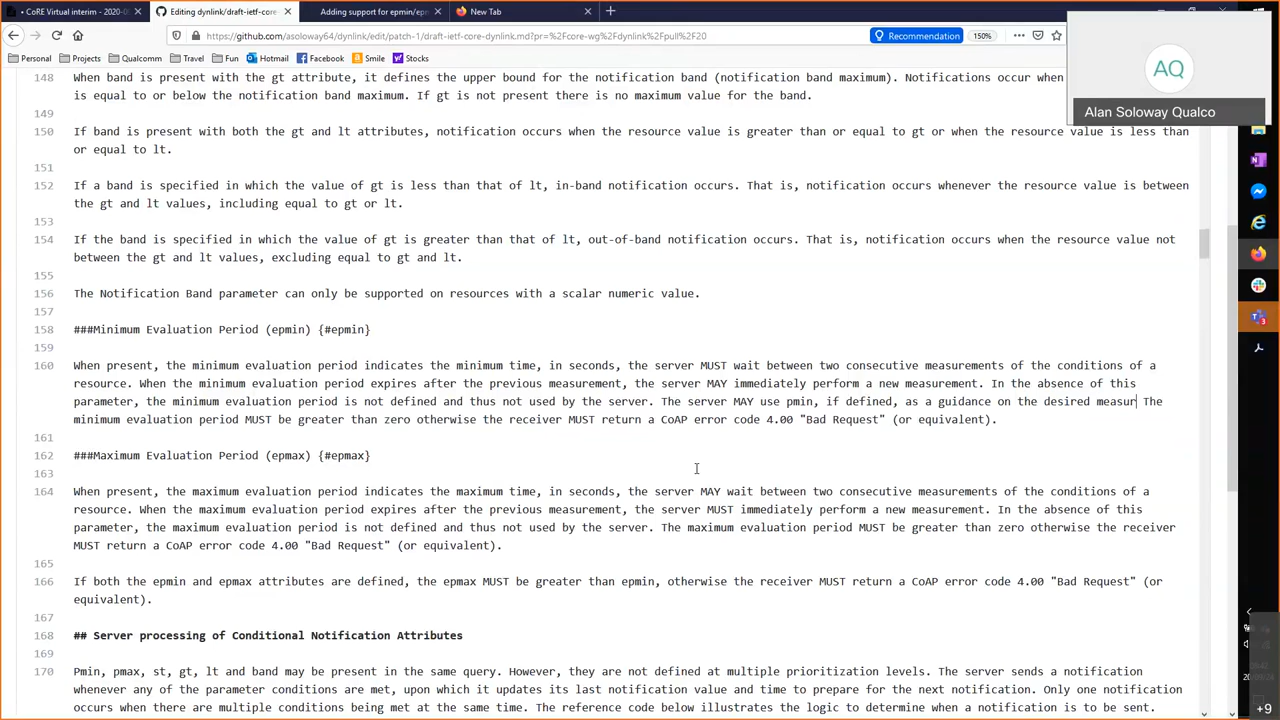 CoRE Virtual interim - 2020-0
Editing dynlink/draft-ietf-core
Adding support for epmin/epm
New Tab
https://github.com/asoloway64/dynlink/edit/patch-1/draft-ietf-core-dynlink.md?pr=%2Fcore-wg%2Fdynlink%2Fpull%2F20
Recommendation
150%
Personal
Projects
Qualcomm
Travel
Fun
Hotmail
Facebook
Smile
Stocks
AQ
Alan Soloway Qualco
148 When band is present with the gt attribute, it defines the upper bound for the notification band (notification band maximum). Notifications occur when
is equal to or below the notification band maximum. If gt is not present there is no maximum value for the band.
149
150 If band is present with both the gt and lt attributes, notification occurs when the resource value is greater than or equal to gt or when the resource value is less than
or equal to lt.
151
152 If a band is specified in which the value of gt is less than that of lt, in-band notification occurs. That is, notification occurs whenever the resource value is between
the gt and lt values, including equal to gt or lt.
153
154 If the band is specified in which the value of gt is greater than that of lt, out-of-band notification occurs. That is, notification occurs when the resource value not
between the gt and lt values, excluding equal to gt and lt.
155
156 The Notification Band parameter can only be supported on resources with a scalar numeric value.
157
158 ###Minimum Evaluation Period (epmin) {#epmin}
159
160 When present, the minimum evaluation period indicates the minimum time, in seconds, the server MUST wait between two consecutive measurements of the conditions of a
resource. When the minimum evaluation period expires after the previous measurement, the server MAY immediately perform a new measurement. In the absence of this
parameter, the minimum evaluation period is not defined and thus not used by the server. The server MAY use pmin, if defined, as a guidance on the desired measur The
minimum evaluation period MUST be greater than zero otherwise the receiver MUST return a CoAP error code 4.00 "Bad Request" (or equivalent).
161
162 ###Maximum Evaluation Period (epmax) {#epmax}
163
164 When present, the maximum evaluation period indicates the maximum time, in seconds, the server MAY wait between two consecutive measurements of the conditions of a
resource. When the maximum evaluation period expires after the previous measurement, the server MUST immediately perform a new measurement. In the absence of this
parameter, the maximum evaluation period is not defined and thus not used by the server. The maximum evaluation period MUST be greater than zero otherwise the receiver
MUST return a CoAP error code 4.00 "Bad Request" (or equivalent).
165
166 If both the epmin and epmax attributes are defined, the epmax MUST be greater than epmin, otherwise the receiver MUST return a CoAP error code 4.00 "Bad Request" (or
equivalent).
167
168 ## Server processing of Conditional Notification Attributes
169
170 Pmin, pmax, st, gt, lt and band may be present in the same query. However, they are not defined at multiple prioritization levels. The server sends a notification
whenever any of the parameter conditions are met, upon which it updates its last notification value and time to prepare for the next notification. Only one notification
occurs when there are multiple conditions being met at the same time. The reference code below illustrates the logic to determine when a notification is to be sent.
+9